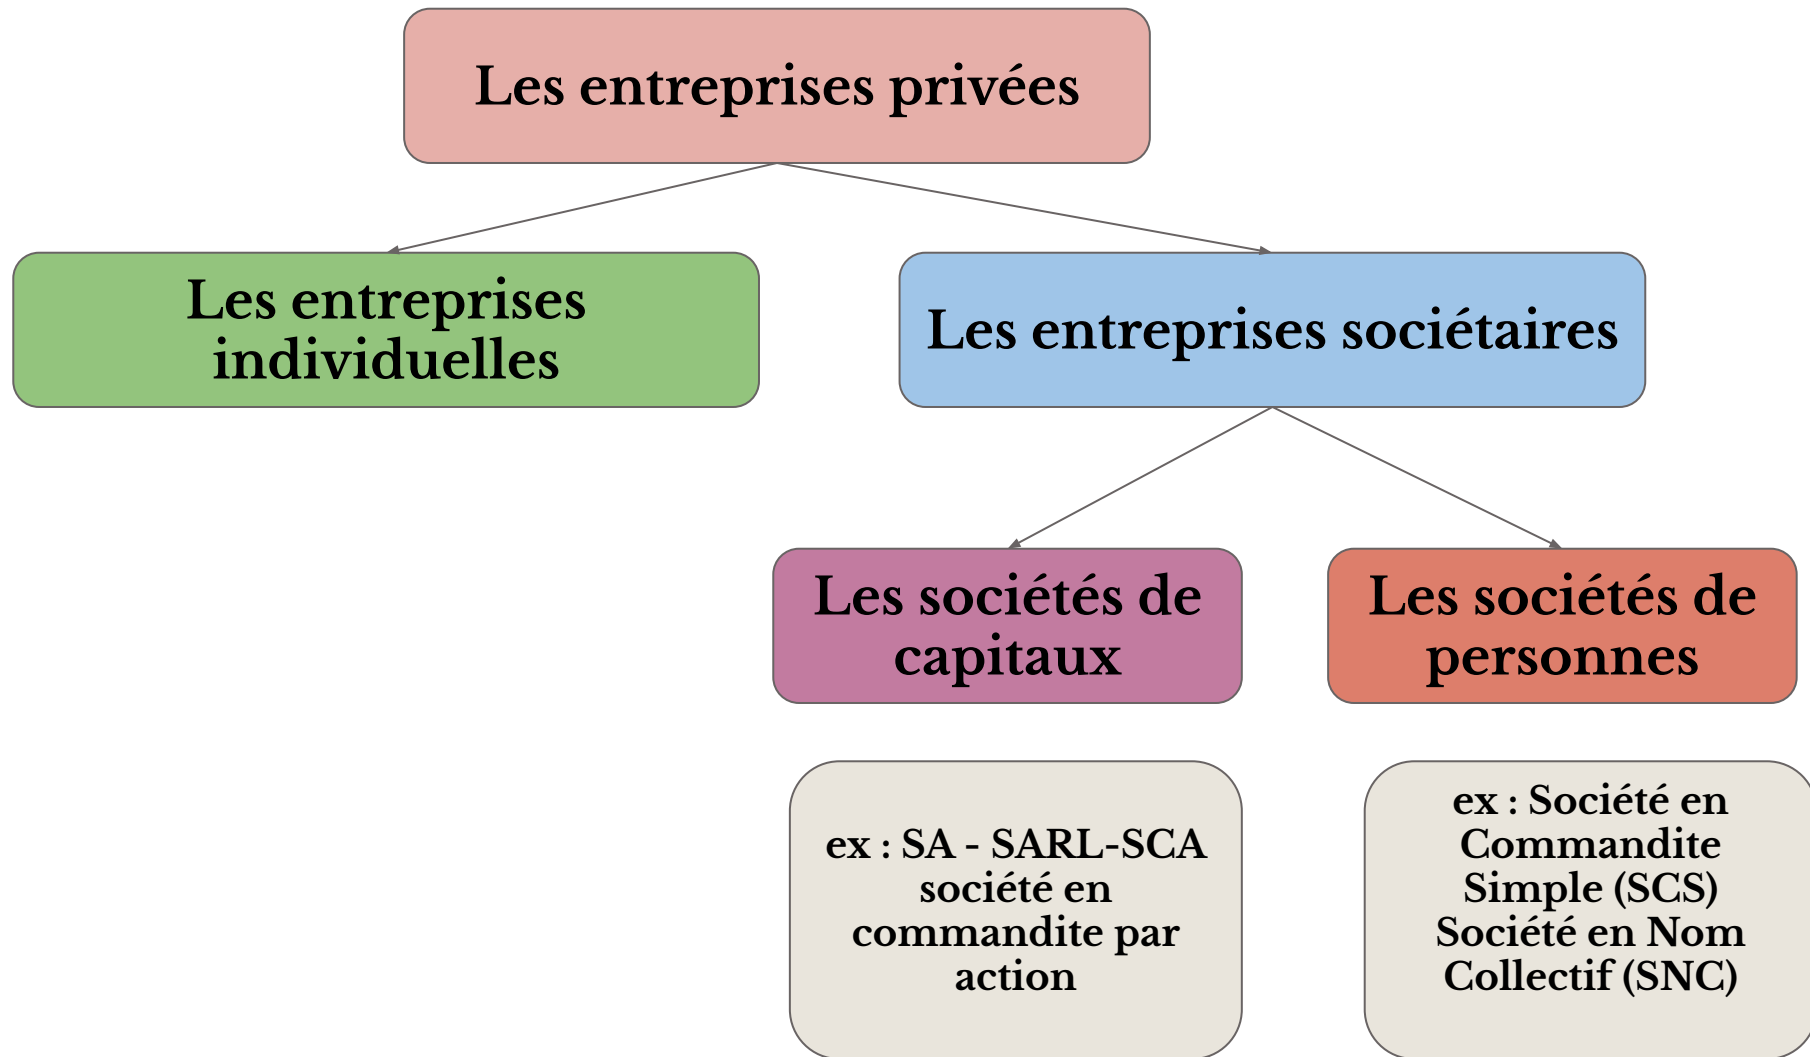 Les entreprises privées
Les entreprises
individuelles
Les entreprises sociétaires
Les sociétés de
capitaux
Les sociétés de
personnes
ex : SA - SARL-SCA
société en
commandite par
action
ex : Société en
Commandite
Simple (SCS)
Société en Nom
Collectif (SNC)